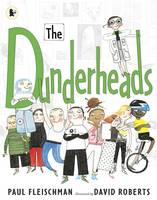 The
Dunderheads
PAUL FLEISCHMAN illustrated by DAVID ROBERTS